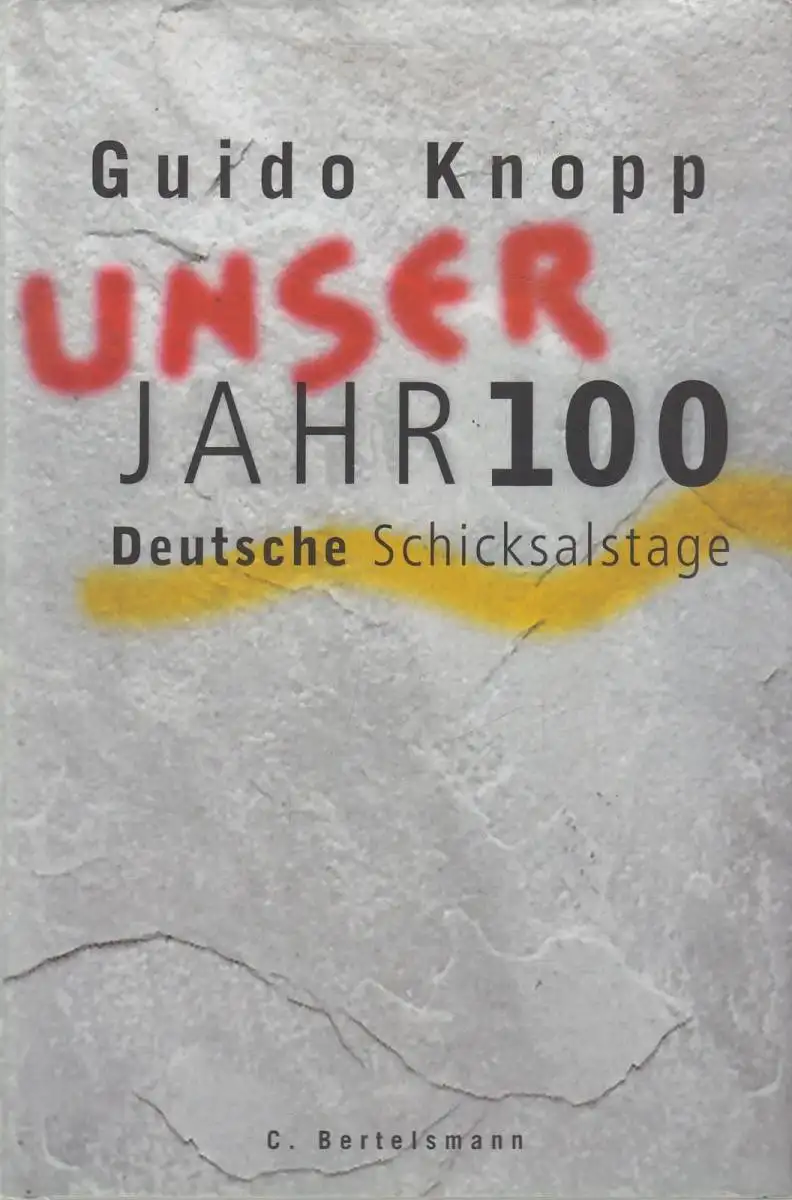 Guido Knopp
UNSER
JAHR100
Deutsche Schicksalstage
C. Bertelsmann